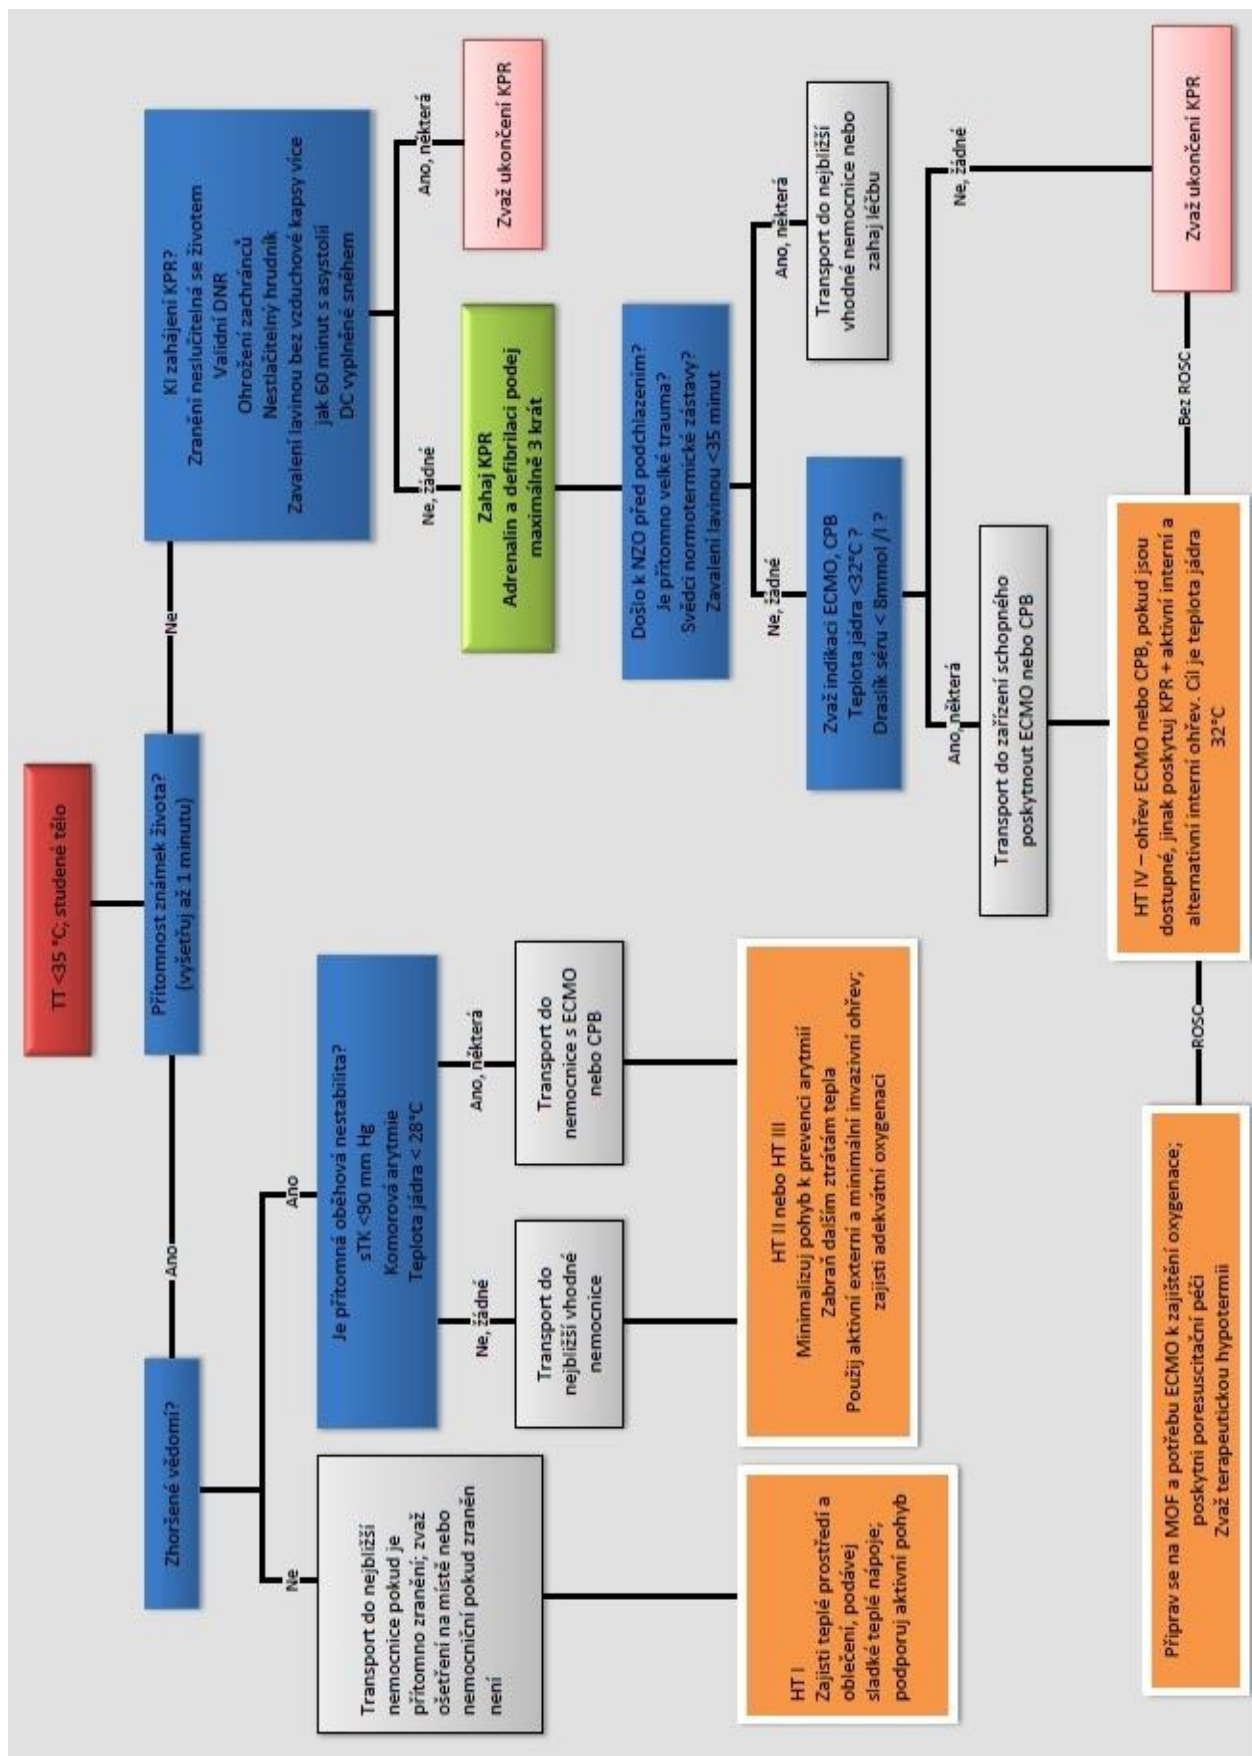 TT <35 °C; studené tělo
Přítomnost známek života?
(vyšetřuj až 1 minutu)
Ano
Ne
Zhoršené vědomí?
Ne
Ano
Transport do nejbližší
nemocnice pokud je
přítomno zranění; zvaž
ošetření na místě nebo
nemocniční pokud zraněn
není
HT I
Zajisti teplé prostředí a
oblečení, podávej
sladké teplé nápoje;
podporuj aktivní pohyb
Je přítomná oběhová nestabilita?
sTK <90 mm Hg
Komorová arytmie
Teplota jádra < 28°C
Ne, žádné
Ano, některá
Transport do
nejbližší vhodné
nemocnice
Transport do
nemocnice s ECMO
nebo CPB
HT II nebo HT III
Minimalizuj pohyb k prevenci arytmií
Zabraň dalším ztrátám tepla
Použij aktivní externí a minimální invazivní ohřev;
zajisti adekvátní oxygenaci
KI zahájení KPR?
Zranění neslučitelná se životem
Validní DNR
Ohrožení zachránců
Nestlačitelný hrudník
Zavalení lavinou bez vzduchové kapsy více
jak 60 minut s asystolií
DC vyplněné sněhem
Ne, žádné
Ano, některá
Zahaj KPR
Adrenalin a defibrilaci podej
maximálně 3 krát
Zvaž ukončení KPR
Došlo k NZO před podchlazením?
Je přítomno velké trauma?
Svědci normotermické zástavy?
Zavalení lavinou <35 minut
Ne, žádné
Ano, některá
Zvaž indikaci ECMO, CPB
Teplota jádra <32°C ?
Draslík séru < 8mmol /l ?
Transport do nejbližší
vhodné nemocnice nebo
zahaj léčbu
Ano, některá
Ne, žádné
Transport do zařízení schopného
poskytnout ECMO nebo CPB
HT IV – ohřev ECMO nebo CPB, pokud jsou
dostupné, jinak poskytuj KPR + aktivní interní a
alternativní interní ohřev. Cíl je teplota jádra
32°C
ROSC
Bez ROSC
Připrav se na MOF a potřebu ECMO k zajištění oxygenace;
poskytni poresuscitační péči
Zvaž terapeutickou hypotermii
Zvaž ukončení KPR